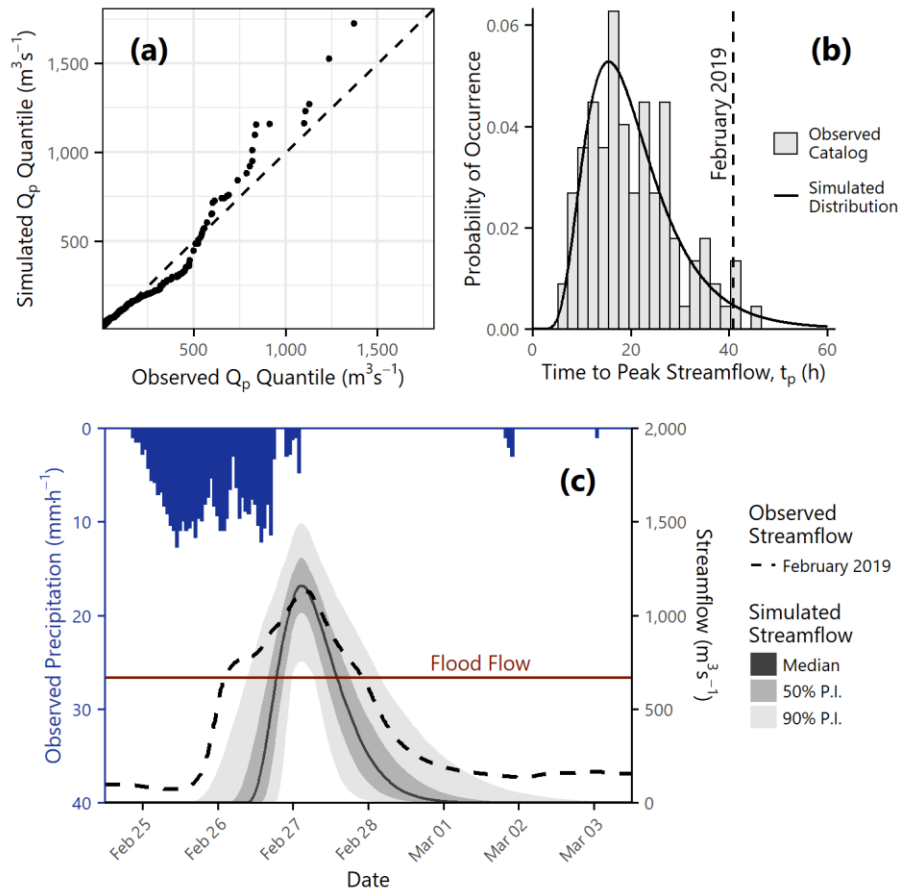 (a)
Simulated Qp Quantile (m³s⁻¹)
1,500
1,000
500
500
1,000
1,500
Observed Qp Quantile (m³s⁻¹)
(b)
Probability of Occurrence
0.06
0.04
0.02
0.00
0
20
40
60
Time to Peak Streamflow, tp (h)
February 2019
Observed
Catalog
Simulated
Distribution
(c)
Observed Precipitation (mm·h⁻¹)
0
10
20
30
40
2,000
1,500
1,000
500
0
Streamflow (m³s⁻¹)
Flood Flow
Feb 25
Feb 26
Feb 27
Feb 28
Mar 01
Mar 02
Mar 03
Date
Observed
Streamflow
February 2019
Simulated
Streamflow
Median
50% P.I.
90% P.I.